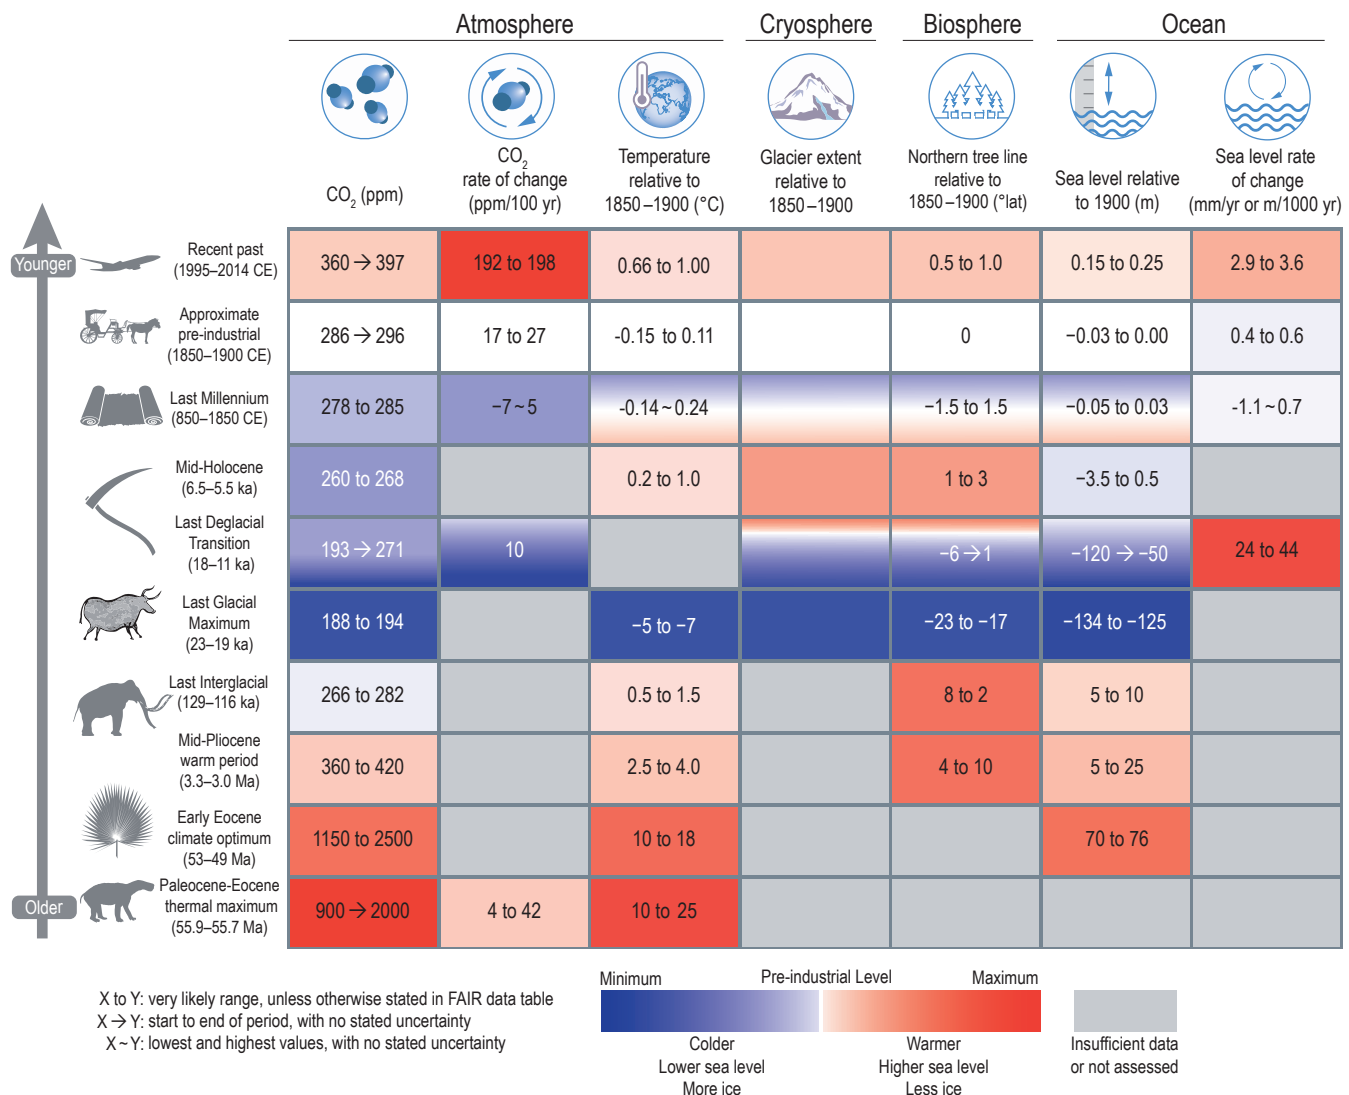 Atmosphere
Cryosphere
Biosphere
Ocean
CO2 (ppm)
CO2
rate of change
(ppm/100 yr)
Temperature
relative to
1850–1900 (°C)
Glacier extent
relative to
1850–1900
Northern tree line
relative to
1850–1900 (°lat)
Sea level relative
to 1900 (m)
Sea level rate
of change
(mm/yr or m/1000 yr)
Younger
Recent past
(1995–2014 CE)
360 → 397
192 to 198
0.66 to 1.00
0.5 to 1.0
0.15 to 0.25
2.9 to 3.6
Approximate
pre-industrial
(1850–1900 CE)
286 → 296
17 to 27
-0.15 to 0.11
0
−0.03 to 0.00
0.4 to 0.6
Last Millennium
(850–1850 CE)
278 to 285
−7 ~ 5
-0.14 ~ 0.24
−1.5 to 1.5
−0.05 to 0.03
-1.1 ~ 0.7
Mid-Holocene
(6.5–5.5 ka)
260 to 268
0.2 to 1.0
1 to 3
−3.5 to 0.5
Last Deglacial
Transition
(18–11 ka)
193 → 271
10
−6 → 1
−120 → −50
24 to 44
Last Glacial
Maximum
(23–19 ka)
188 to 194
−5 to −7
−23 to −17
−134 to −125
Last Interglacial
(129–116 ka)
266 to 282
0.5 to 1.5
8 to 2
5 to 10
Mid-Pliocene
warm period
(3.3–3.0 Ma)
360 to 420
2.5 to 4.0
4 to 10
5 to 25
Early Eocene
climate optimum
(53–49 Ma)
1150 to 2500
10 to 18
70 to 76
Older
Paleocene-Eocene
thermal maximum
(55.9–55.7 Ma)
900 → 2000
4 to 42
10 to 25
X to Y: very likely range, unless otherwise stated in FAIR data table
X → Y: start to end of period, with no stated uncertainty
X ~ Y: lowest and highest values, with no stated uncertainty
Minimum
Pre-industrial Level
Maximum
Colder
Lower sea level
More ice
Warmer
Higher sea level
Less ice
Insufficient data
or not assessed